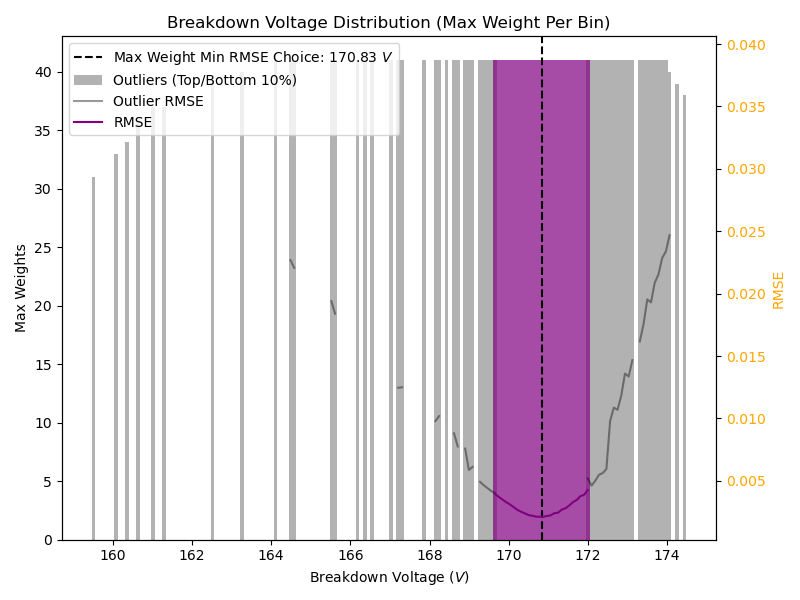 Breakdown Voltage Distribution (Max Weight Per Bin)
Max Weight Min RMSE Choice: 170.83 V
Outliers (Top/Bottom 10%)
Outlier RMSE
RMSE
Max Weights
40
35
30
25
20
15
10
5
0
0.040
0.035
0.030
0.025
0.020
0.015
0.010
0.005
RMSE
160 162 164 166 168 170 172 174
Breakdown Voltage (V)